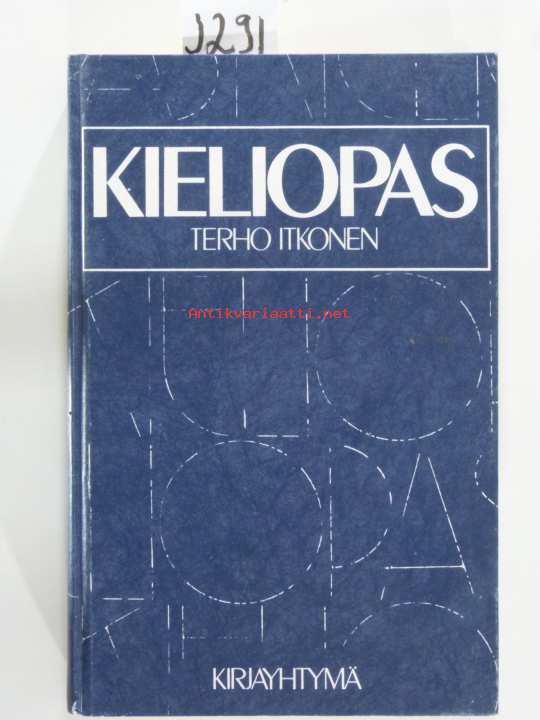 J291
KIELIOPAS
TERHO ITKONEN
Antikvariaatti.net
KIRJAYHTYMÄ